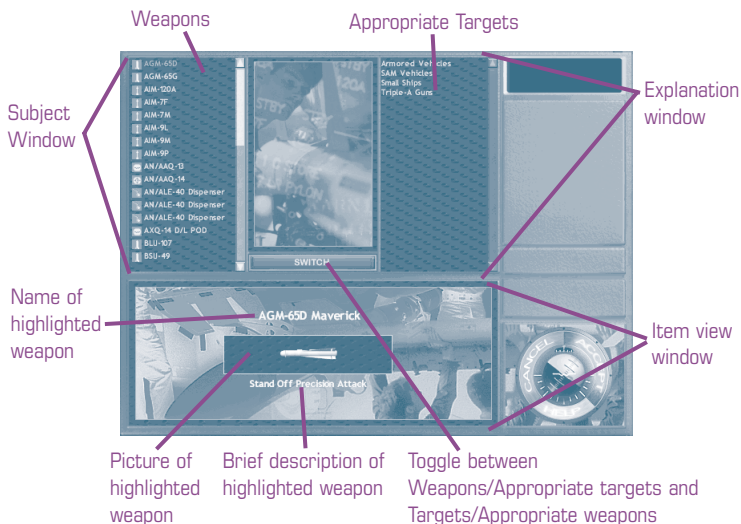 Weapons
Appropriate Targets
Subject
Window
Explanation
window
AGM-65D
AGM-65G
AIM-120A
AIM-7F
AIM-7M
AIM-9L
AIM-9M
AIM-9P
AN/AAQ-13
AN/AAQ-14
AN/ALE-40 Dispenser
AN/ALE-40 Dispenser
AN/ALE-40 Dispenser
AXQ-14 D/L POD
BLU-107
BSU-49
STBY
120A
STBY
Armored Vehicles
SAM Vehicles
Small Ships
Triple-A Guns
SWITCH
Name of
highlighted
weapon
AGM-65D Maverick
Stand Off Precision Attack
Item view
window
CANCEL
Picture of
highlighted
weapon
Brief description of
highlighted weapon
Toggle between
Weapons/Appropriate targets and
Targets/Appropriate weapons